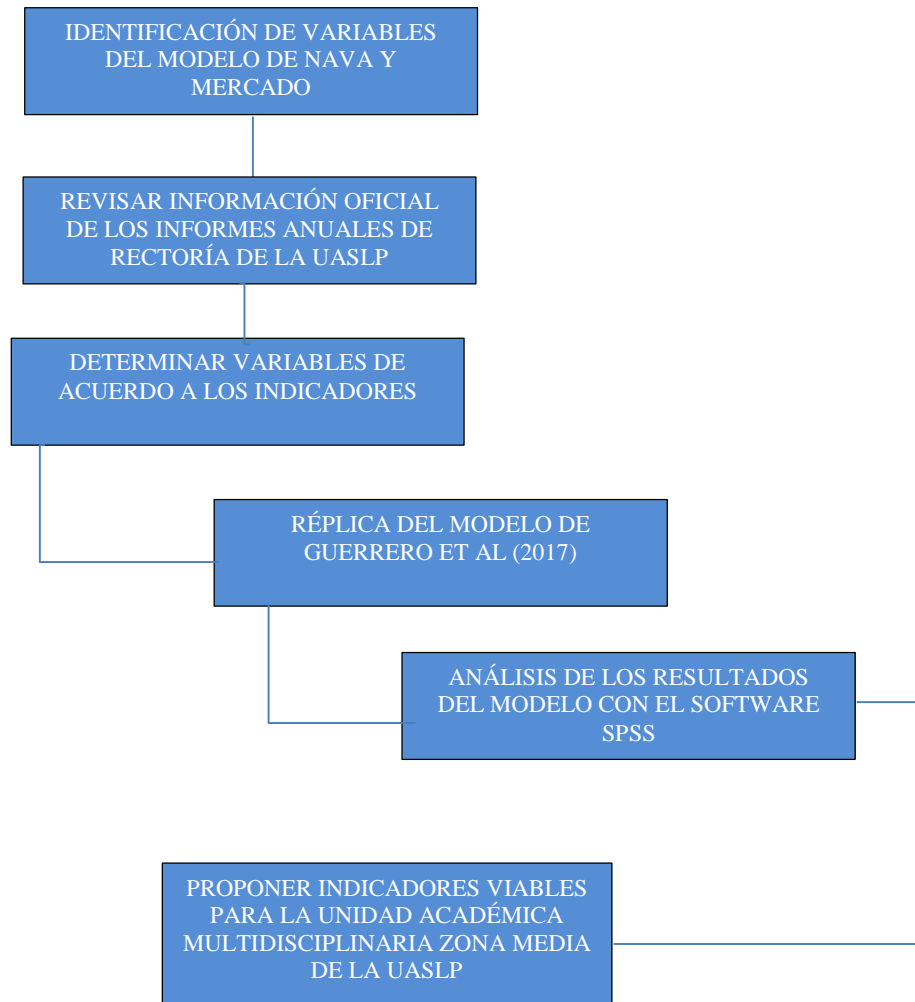 IDENTIFICACIÓN DE VARIABLES
DEL MODELO DE NAVA Y
MERCADO
REVISAR INFORMACIÓN OFICIAL
DE LOS INFORMES ANUALES DE
RECTORÍA DE LA UASLP
DETERMINAR VARIABLES DE
ACUERDO A LOS INDICADORES
RÉPLICA DEL MODELO DE
GUERRERO ET AL (2017)
ANÁLISIS DE LOS RESULTADOS
DEL MODELO CON EL SOFTWARE
SPSS
PROPONER INDICADORES VIABLES
PARA LA UNIDAD ACADÉMICA
MULTIDISCIPLINARIA ZONA MEDIA
DE LA UASLP